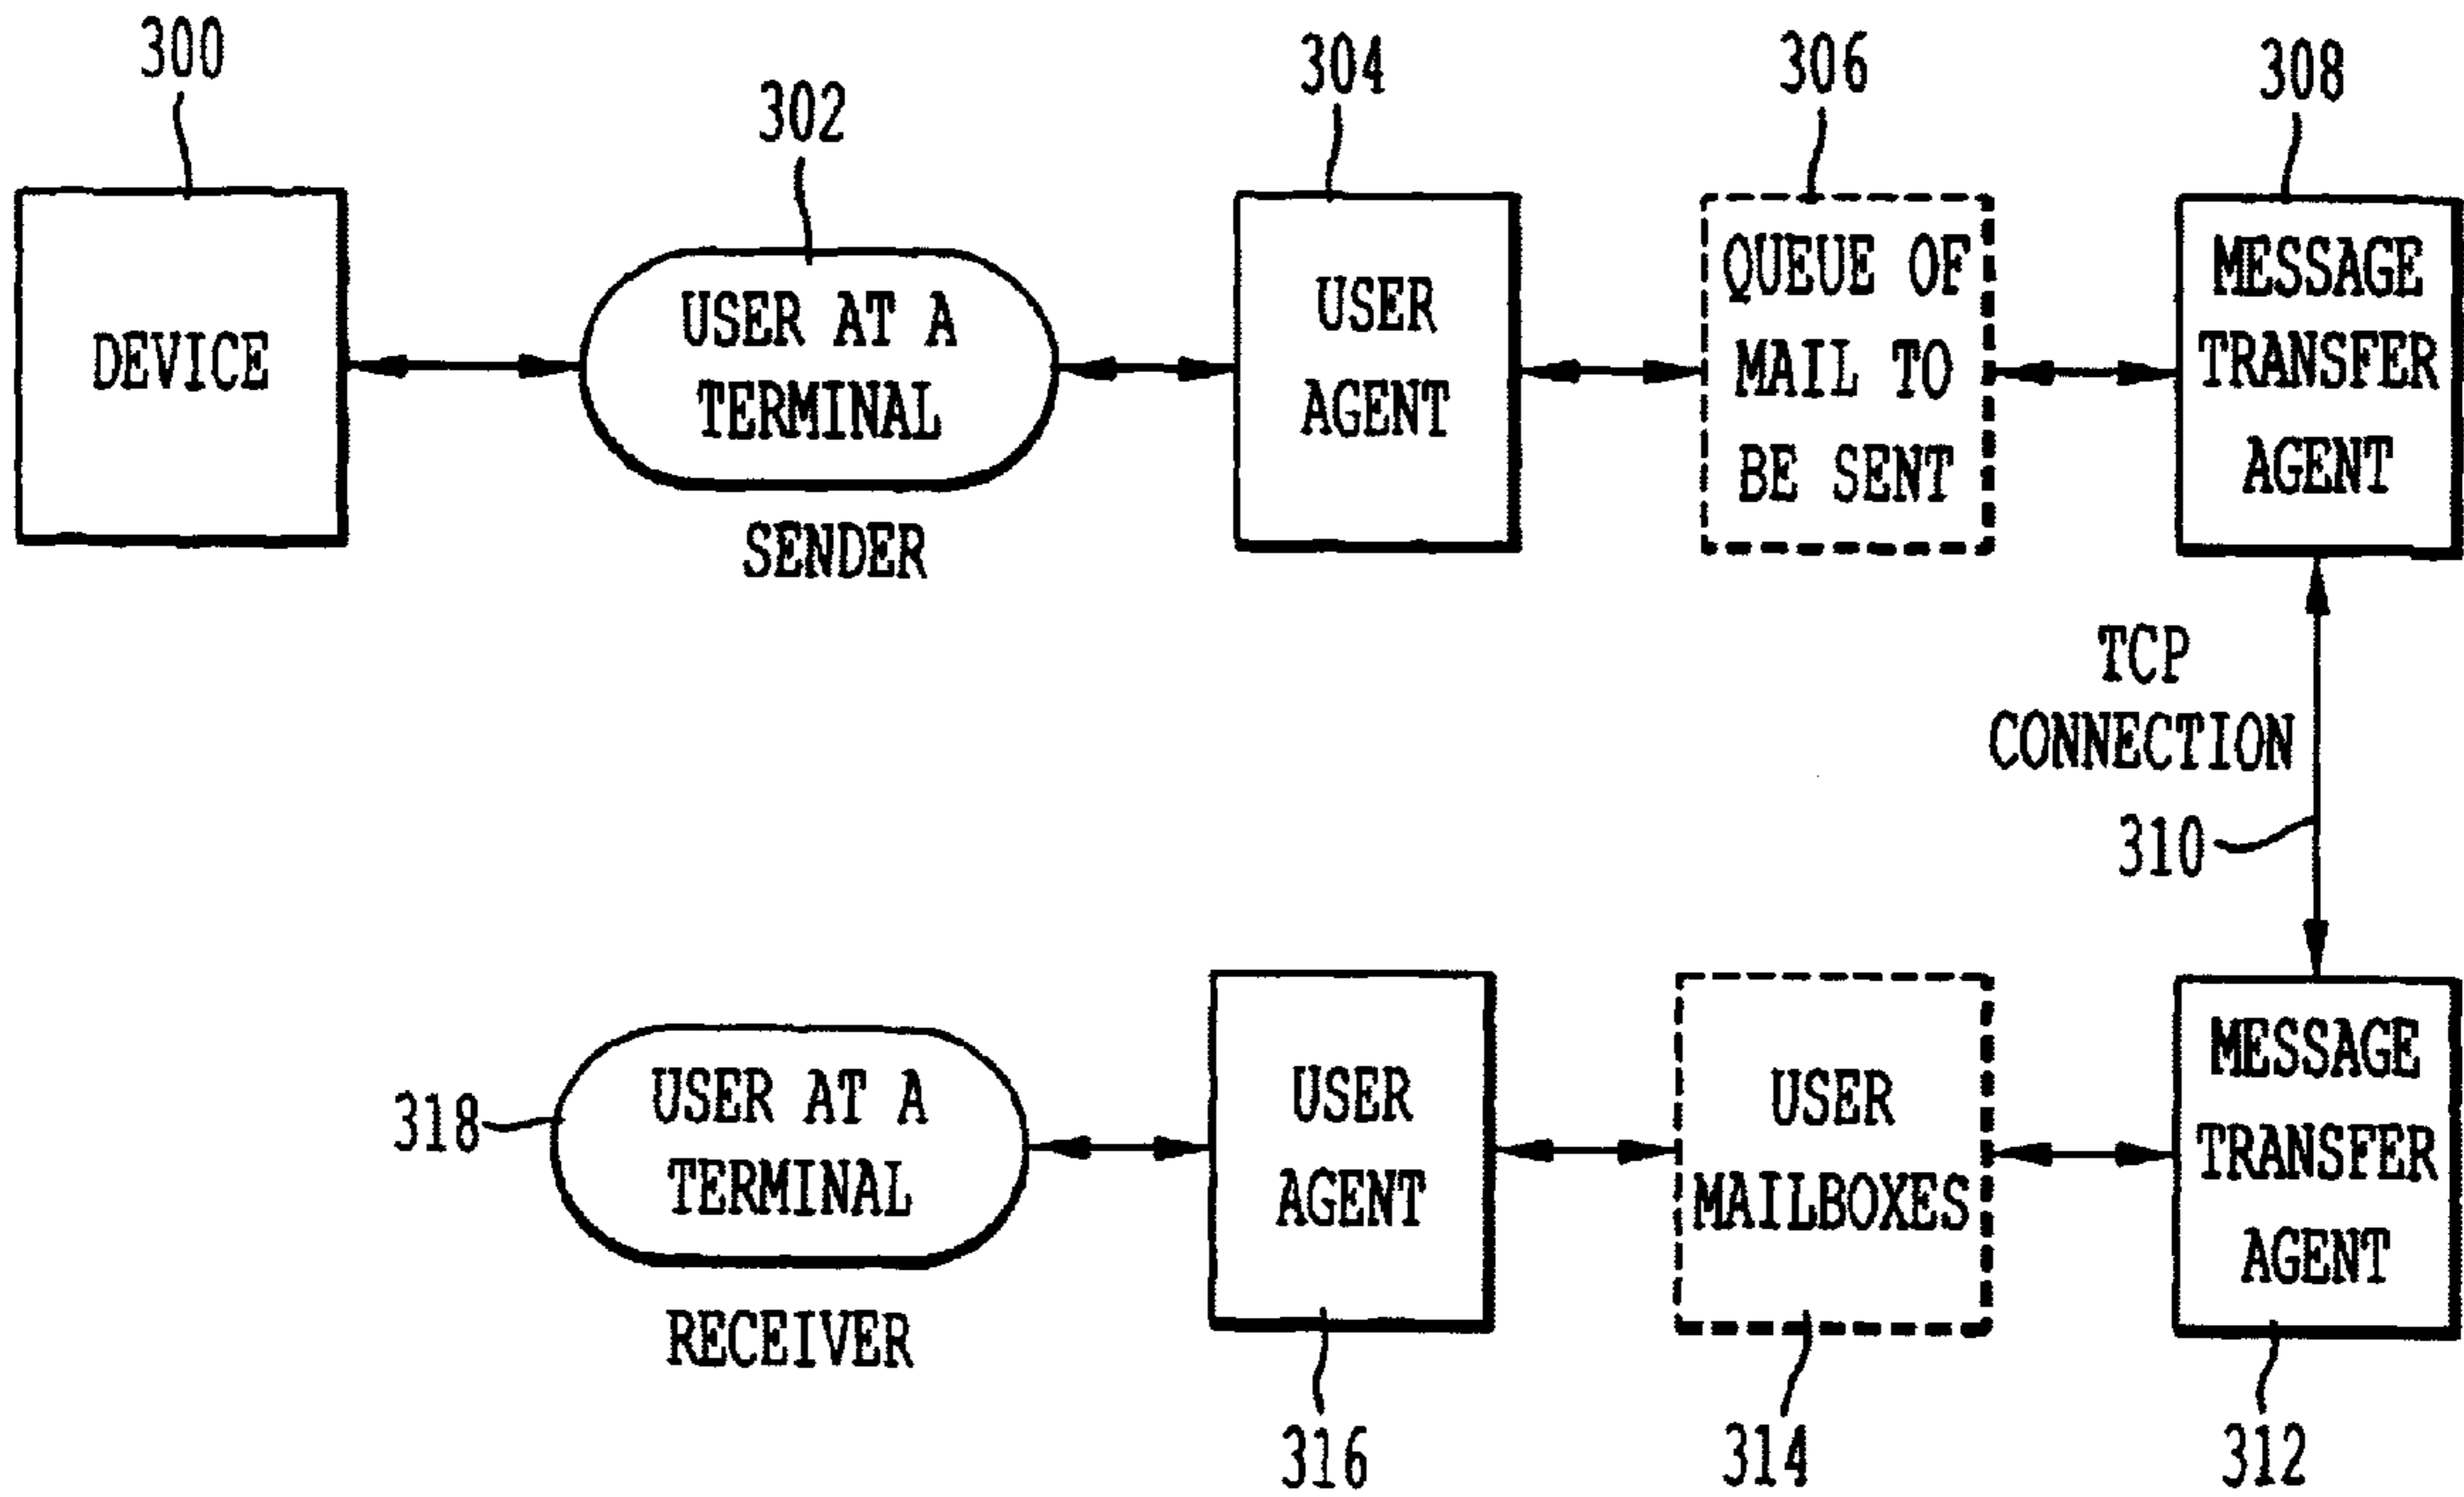 300
302
304
306
308
DEVICE
USER AT A
TERMINAL
SENDER
USER
AGENT
QUEUE OF
MAIL TO
BE SENT
MESSAGE
TRANSFER
AGENT
TCP
CONNECTION
310
318
USER AT A
TERMINAL
RECEIVER
USER
AGENT
USER
MAILBOXES
MESSAGE
TRANSFER
AGENT
316
314
312